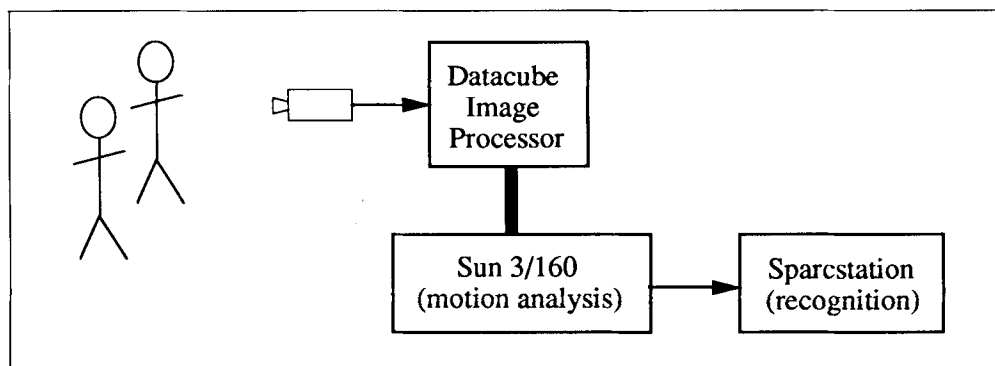 Datacube
Image
Processor
Sun 3/160
(motion analysis)
Sparcstation
(recognition)